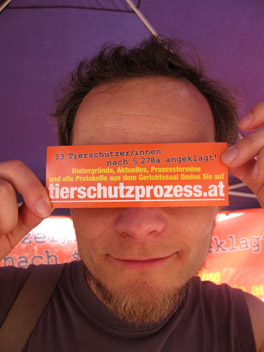 13 Tierschützer/innen
nach § 278a angeklagt!
Hintergründe, Aktuelles, Prozesstermine
und alle Protokolle aus dem Gerichtssaal finden Sie auf
tierschutzprozess.at